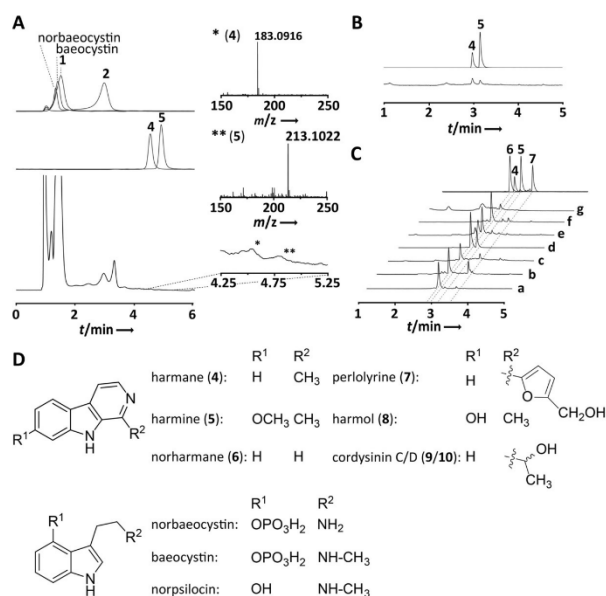 A
norbaeocystin
baeocystin
1
2
4
5
0 2 4 6
t/min
* (4)
183.0916
150 200 250
m/z
** (5)
213.1022
150 200 250
m/z
*
**
4.25 4.75 5.25
B
5
4
1 2 3 4 5
t/min
C
6 5 7
4
g
f
e
d
c
b
a
1 2 3 4 5
t/min
D
R1 R2
harmane (4): H CH3
harmine (5): OCH3 CH3
norharmane (6): H H
R1 R2
perlolyrine (7): H
O
CH2OH
harmol (8): OH CH3
cordysinin C/D (9/10): H
OH
CH3
R1
N
N
H
R2
R1 R2
norbaeocystin: OPO3H2 NH2
baeocystin: OPO3H2 NH-CH3
norpsilocin: OH NH-CH3
R1
R2
N
H